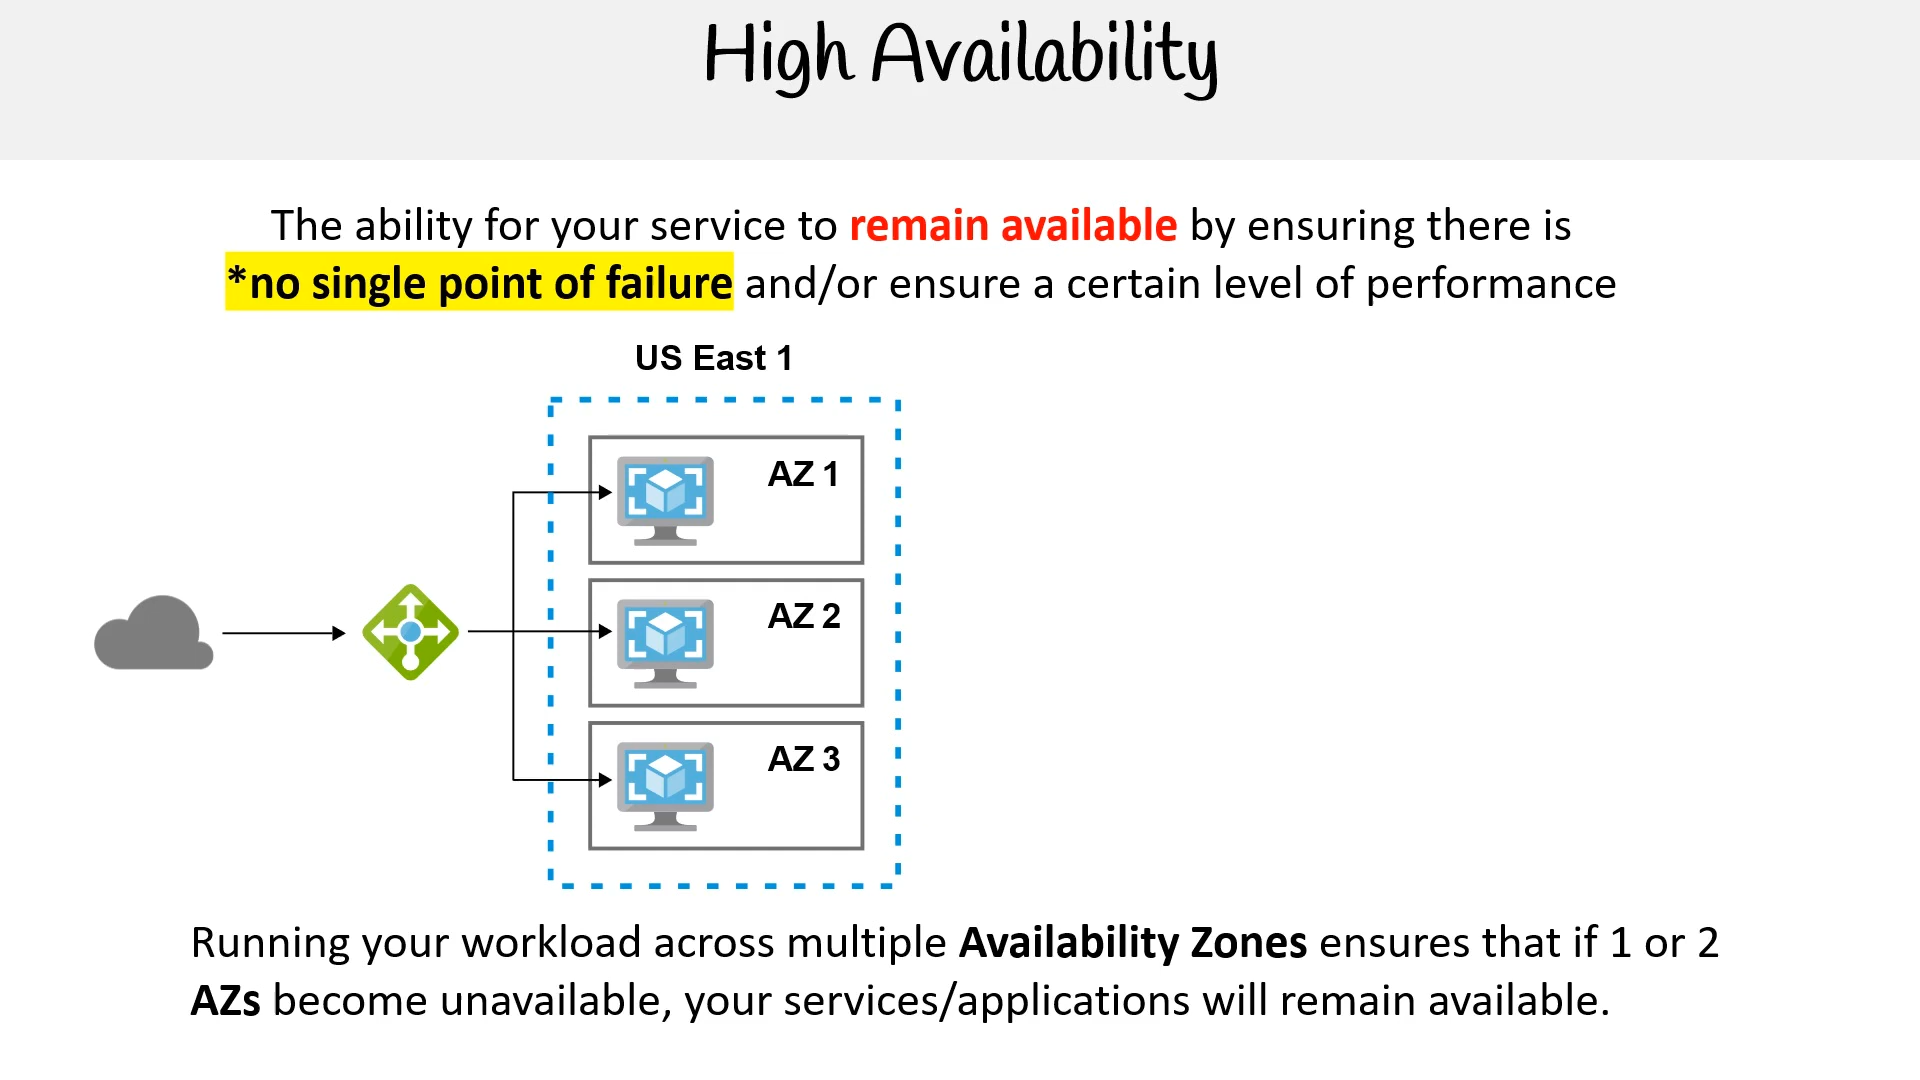 High Availability
The ability for your service to remain available by ensuring there is
*no single point of failure and/or ensure a certain level of performance
US East 1
AZ 1
AZ 2
AZ 3
Running your workload across multiple Availability Zones ensures that if 1 or 2
AZs become unavailable, your services/applications will remain available.